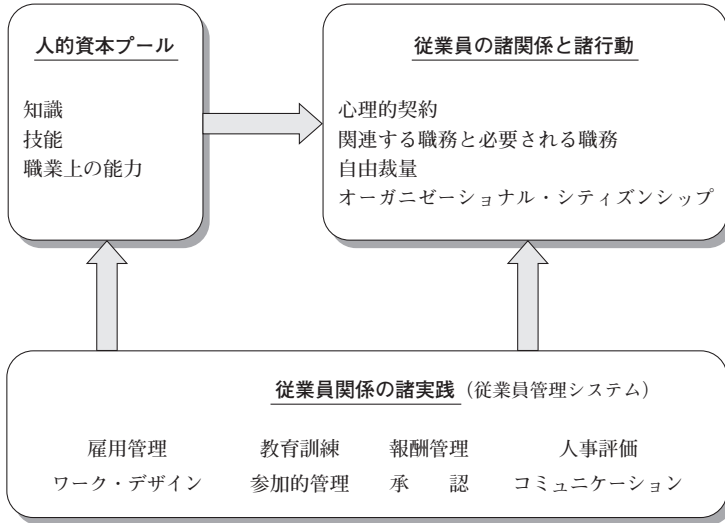 人的資本プール
知識
技能
職業上の能力
従業員の諸関係と諸行動
心理的契約
関連する職務と必要される職務
自由裁量
オーガニゼーショナル・シティズンシップ
従業員関係の諸実践（従業員管理システム）
雇用管理　教育訓練　報酬管理　人事評価
ワーク・デザイン　参加的管理　承　認　コミュニケーション